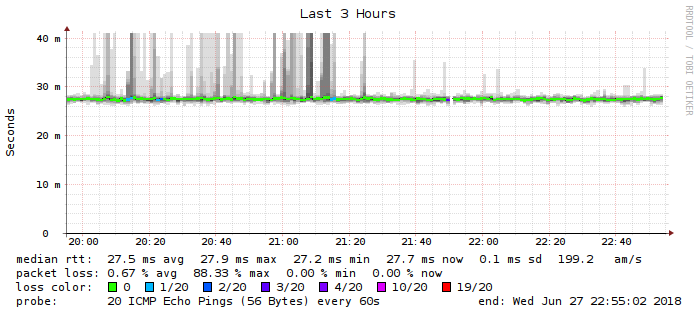 Last 3 Hours
RRDTOOL / TOBI OETIKER
Seconds
40 m
30 m
20 m
10 m
0
20:00 20:20 20:40 21:00 21:20 21:40 22:00 22:20 22:40
median rtt: 27.5 ms avg 27.9 ms max 27.2 ms min 27.7 ms now 0.1 ms sd 199.2 am/s
packet loss: 0.67 % avg 88.33 % max 0.00 % min 0.00 % now
loss color: 0 1/20 2/20 3/20 4/20 10/20 19/20
probe: 20 ICMP Echo Pings (56 Bytes) every 60s end: Wed Jun 27 22:55:02 2018